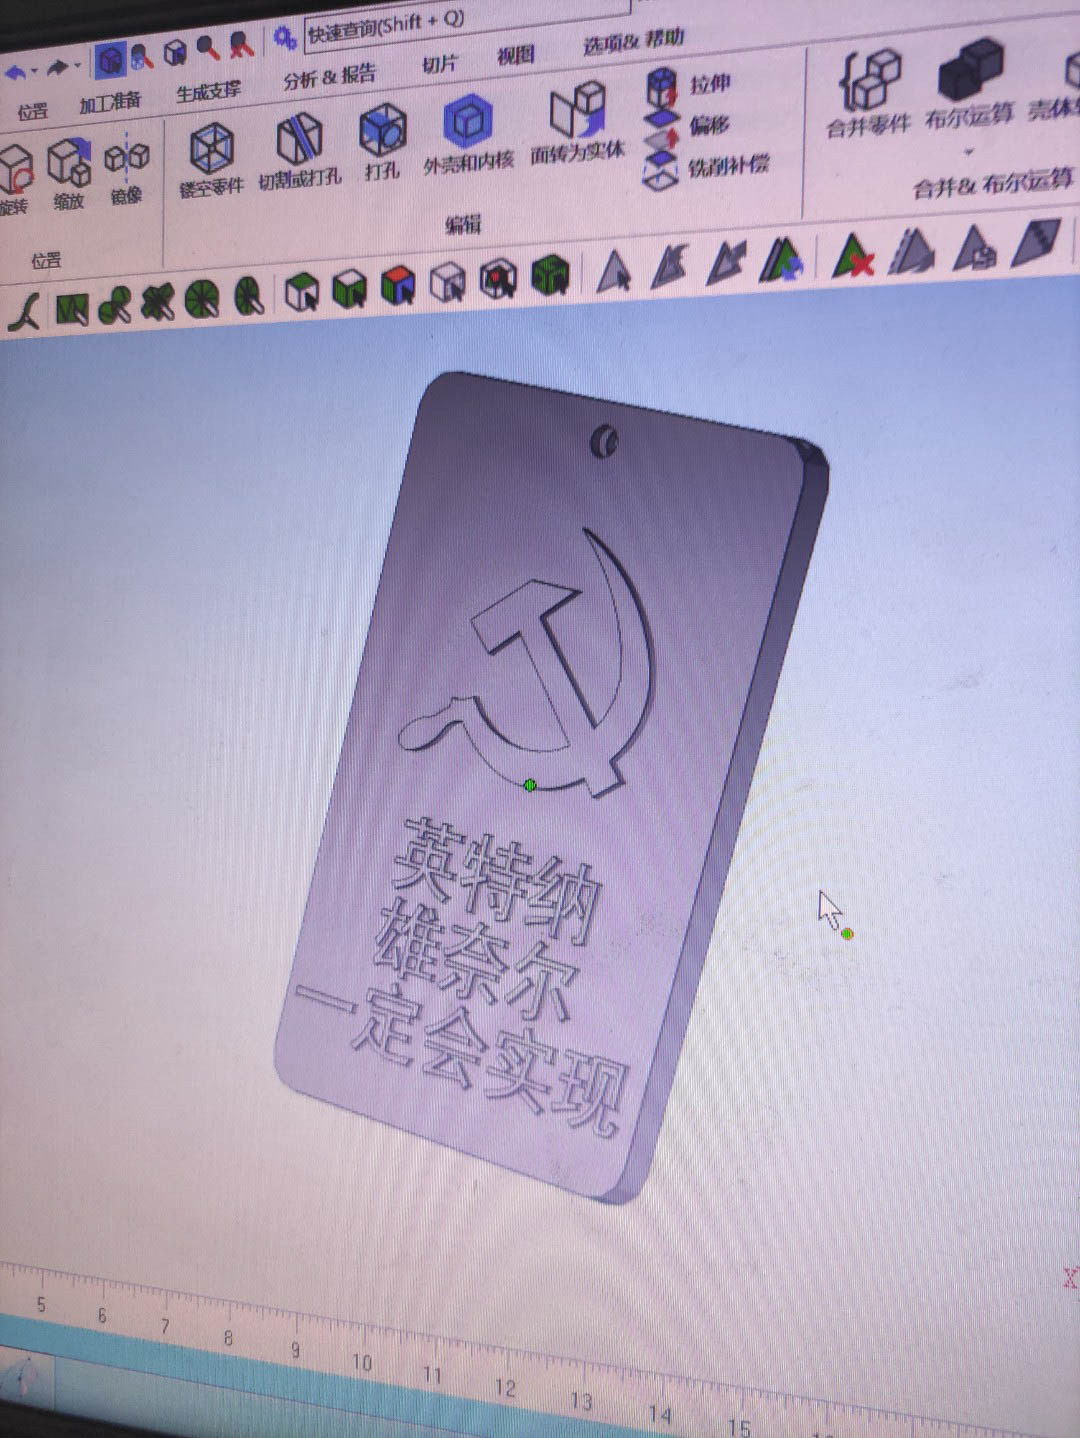 快速查询(Shift + Q)
位置 加工准备 生成支撑 分析 & 报告 切片 视图 选项& 帮助
旋转 缩放 镜像 镂空零件 切割或打孔 打孔 外壳和内核 面转为实体 拉伸 偏移 铣削补偿 合并零件 布尔运算
位置 编辑 合并& 布尔运算
英特纳
雄奈尔
一定会实现
X
5 6 7 8 9 10 11 12 13 14 15